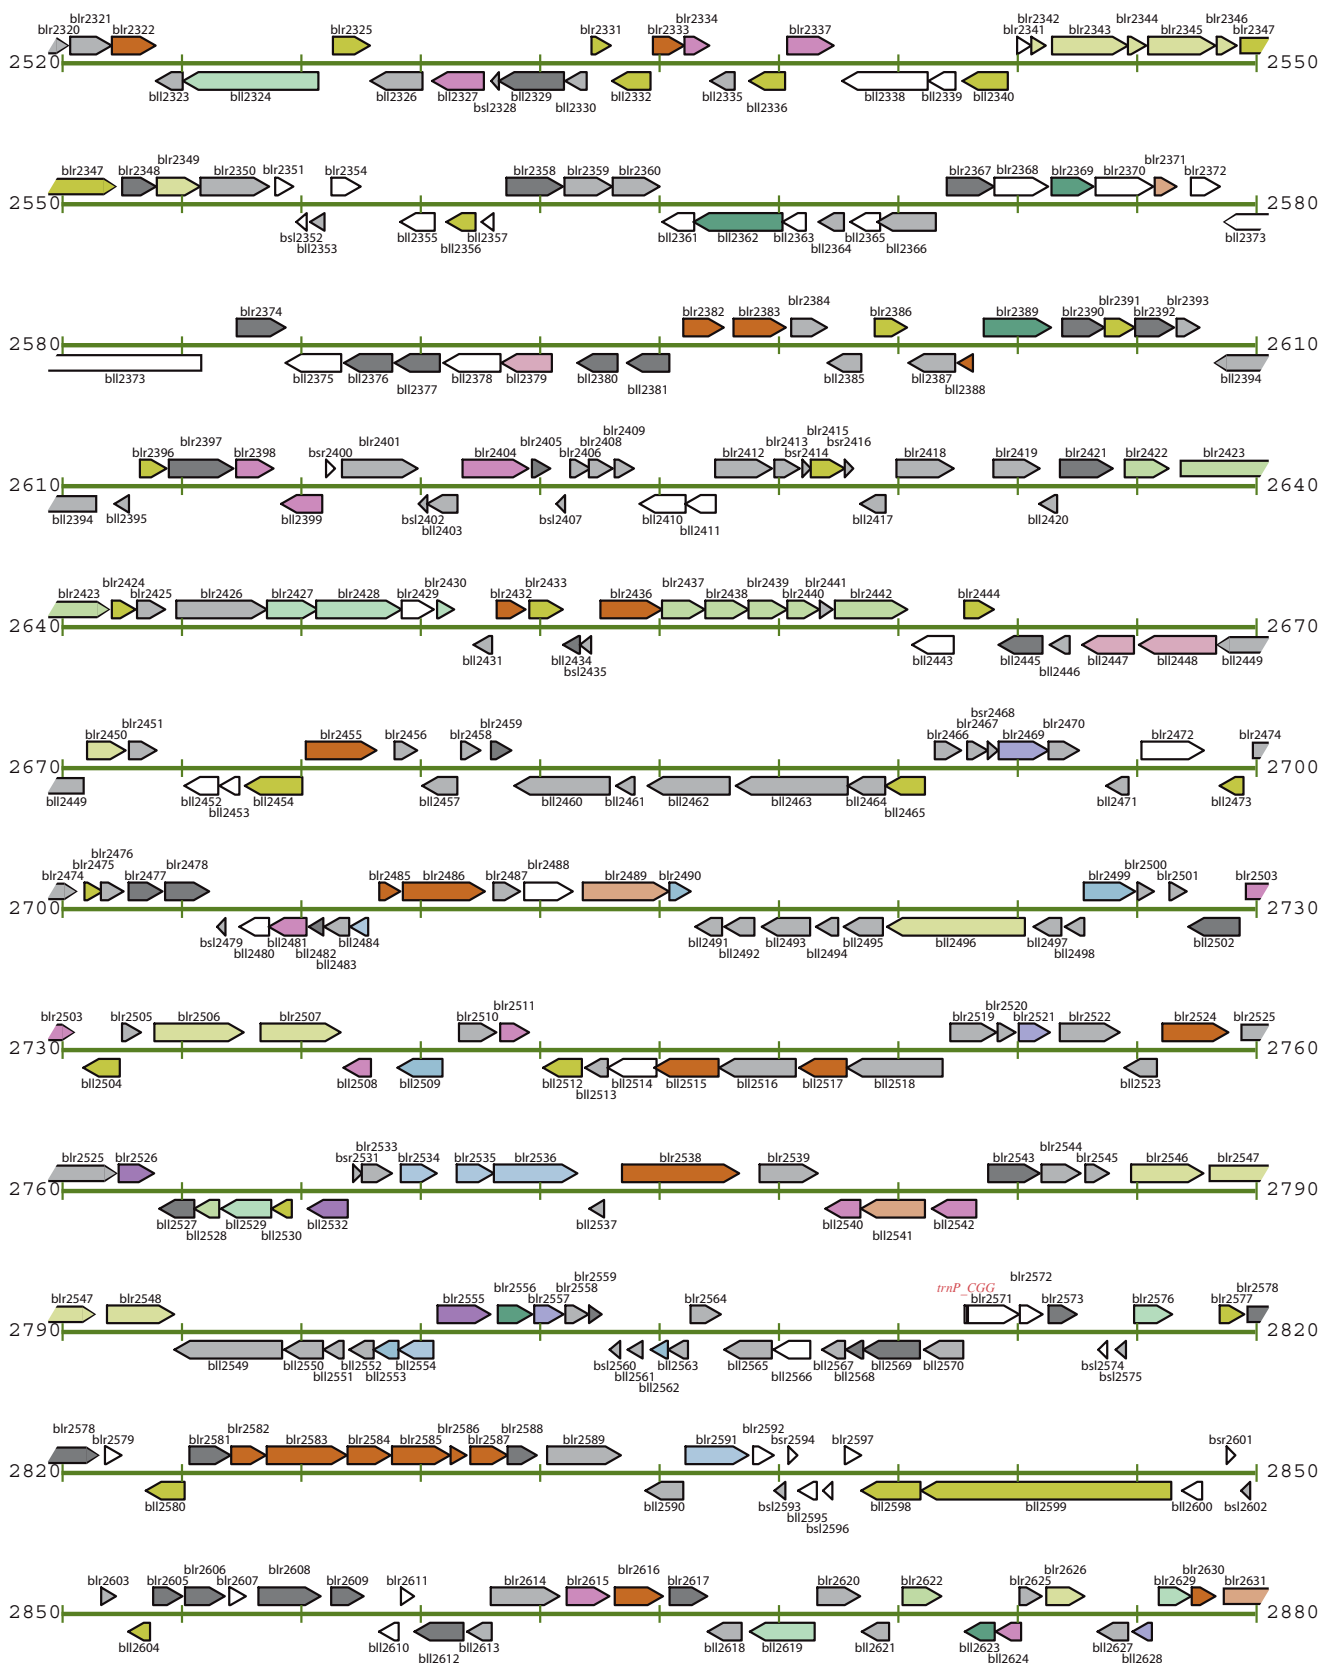 blr2320 blr2321 blr2322 blr2325 blr2331 blr2333 blr2334 blr2337 blr2341 blr2342 blr2343 blr2344 blr2345 blr2346 blr2347
2520 2550
bll2323 bll2324 bll2326 bll2327 bsl2328 bll2329 bll2330 bll2332 bll2335 bll2336 bll2338 bll2339 bll2340
blr2347 blr2348 blr2349 blr2350 blr2351 blr2354 blr2358 blr2359 blr2360 blr2367 blr2368 blr2369 blr2370 blr2371 blr2372
2550 2580
bsl2352 bll2353 bll2355 bll2356 bll2357 bll2361 bll2362 bll2363 bll2364 bll2365 bll2366 bll2373
blr2374 blr2382 blr2383 blr2384 blr2386 blr2389 blr2390 blr2391 blr2392 blr2393
2580 2610
bll2373 bll2375 bll2376 bll2377 bll2378 bll2379 bll2380 bll2381 bll2385 bll2387 bll2388 bll2394
blr2396 blr2397 blr2398 bsr2400 blr2401 blr2404 blr2405 blr2406 blr2408 blr2409 blr2412 blr2413 bsr2414 blr2415 bsr2416 blr2418 blr2419 blr2421 blr2422 blr2423
2610 2640
bll2394 bll2395 bll2399 bsl2402 bll2403 bsl2407 bll2410 bll2411 bll2417 bll2420
blr2423 blr2424 blr2425 blr2426 blr2427 blr2428 blr2429 blr2430 blr2432 blr2433 blr2436 blr2437 blr2438 blr2439 blr2440 blr2441 blr2442 blr2444
2640 2670
bll2431 bll2434 bsl2435 bll2443 bll2445 bll2446 bll2447 bll2448 bll2449
blr2450 blr2451 blr2455 blr2456 blr2458 blr2459 blr2466 blr2467 bsr2468 blr2469 blr2470 blr2472 blr2474
2670 2700
bll2449 bll2452 bll2453 bll2454 bll2457 bll2460 bll2461 bll2462 bll2463 bll2464 bll2465 bll2471 bll2473
blr2474 blr2475 blr2476 blr2477 blr2478 blr2485 blr2486 blr2487 blr2488 blr2489 blr2490 blr2499 blr2500 blr2501 blr2503
2700 2730
bsl2479 bll2480 bll2481 bll2482 bll2483 bll2484 bll2491 bll2492 bll2493 bll2494 bll2495 bll2496 bll2497 bll2498 bll2502
blr2503 blr2505 blr2506 blr2507 blr2510 blr2511 blr2519 blr2520 blr2521 blr2522 blr2524 blr2525
2730 2760
bll2504 bll2508 bll2509 bll2512 bll2513 bll2514 bll2515 bll2516 bll2517 bll2518 bll2523
blr2525 blr2526 bsr2531 blr2533 blr2534 blr2535 blr2536 blr2538 blr2539 blr2543 blr2544 blr2545 blr2546 blr2547
2760 2790
bll2527 bll2528 bll2529 bll2530 bll2532 bll2537 bll2540 bll2541 bll2542
blr2547 blr2548 blr2555 blr2556 blr2557 blr2558 blr2559 blr2564 trnP_CGG blr2571 blr2572 blr2573 blr2576 blr2577 blr2578
2790 2820
bll2549 bll2550 bll2551 bll2552 bll2553 bll2554 bsl2560 bll2561 bll2562 bll2563 bll2565 bll2566 bll2567 bll2568 bll2569 bll2570 bsl2574 bsl2575
blr2578 blr2579 blr2581 blr2582 blr2583 blr2584 blr2585 blr2586 blr2587 blr2588 blr2589 blr2591 blr2592 bsr2594 blr2597 bsr2601
2820 2850
bll2580 bll2590 bsl2593 bll2595 bsl2596 bll2598 bll2599 bll2600 bsl2602
blr2603 blr2605 blr2606 blr2607 blr2608 blr2609 blr2611 blr2614 blr2615 blr2616 blr2617 blr2620 blr2622 blr2625 blr2626 blr2629 blr2630 blr2631
2850 2880
bll2604 bll2610 bll2612 bll2613 bll2618 bll2619 bll2621 bll2623 bll2624 bll2627 bll2628